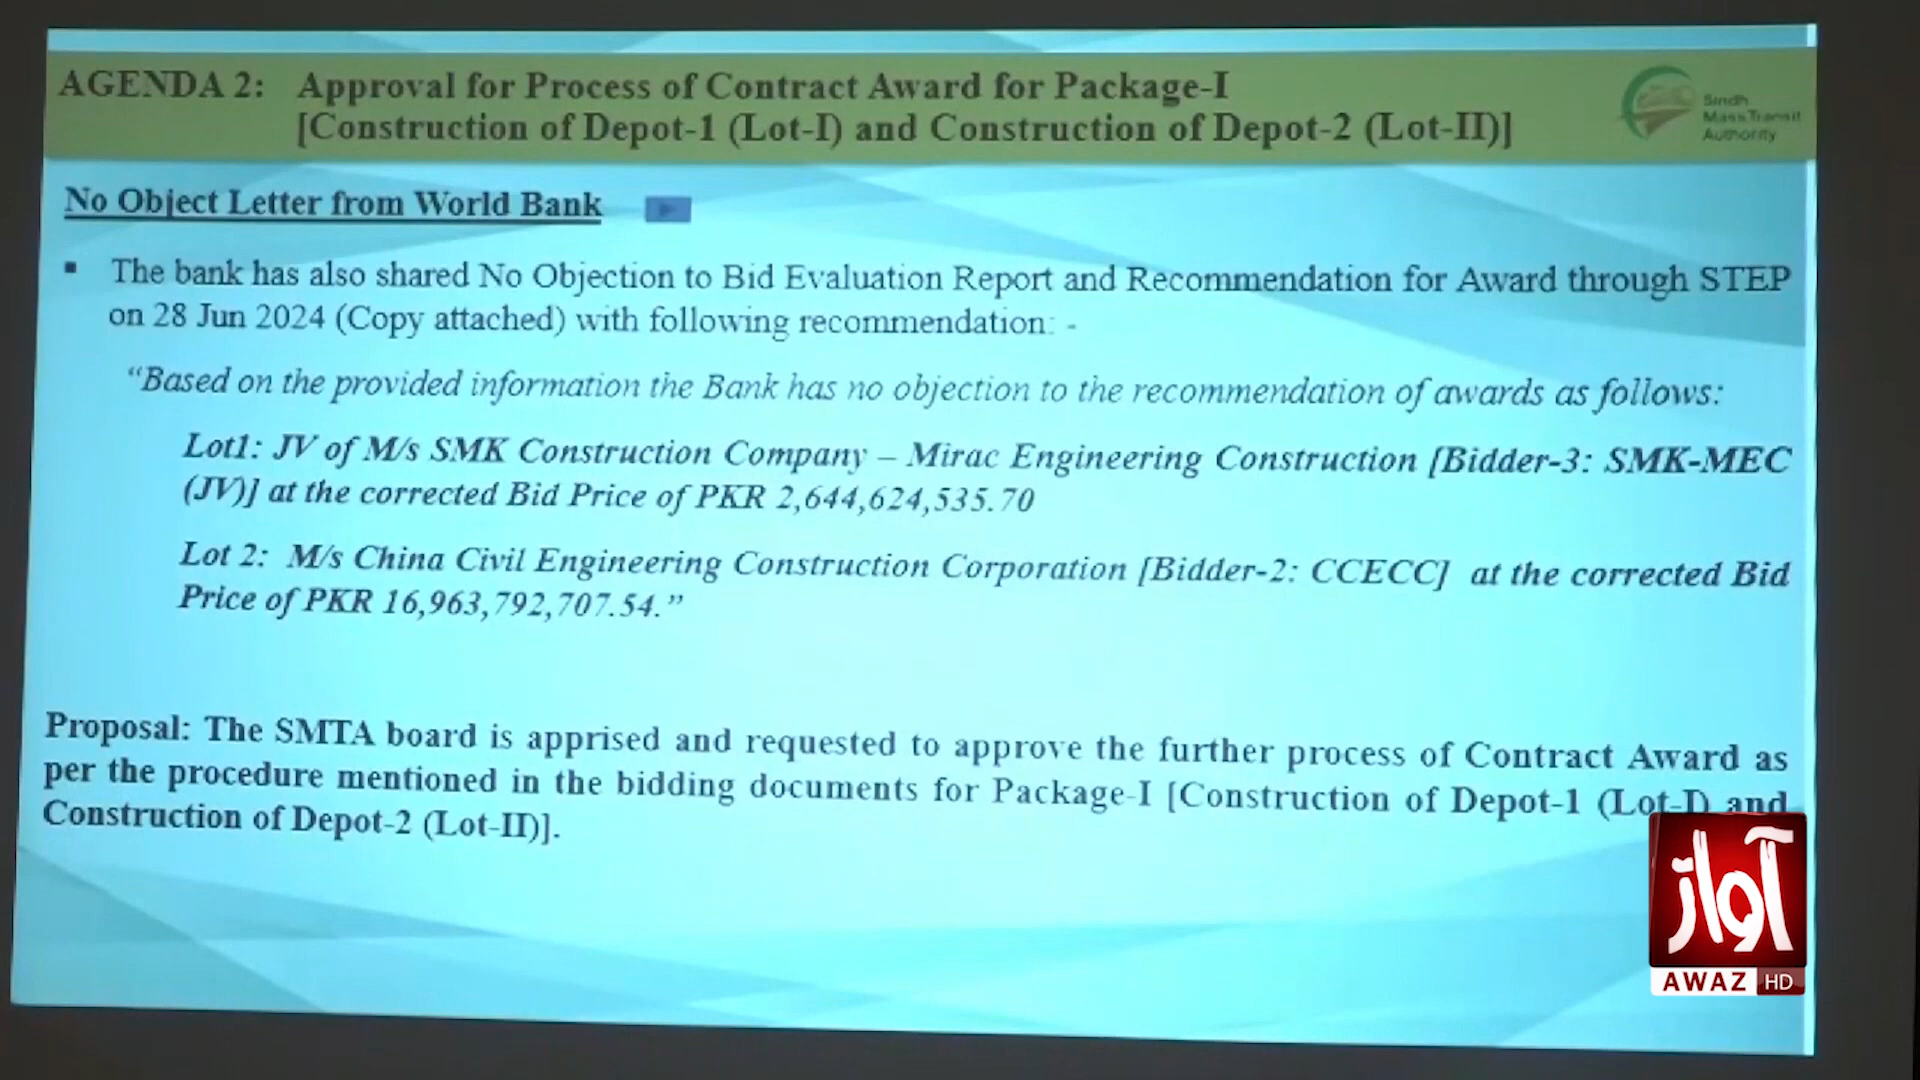 AGENDA 2: Approval for Process of Contract Award for Package-I
[Construction of Depot-1 (Lot-I) and Construction of Depot-2 (Lot-II)]
Sindh
Mass Transit
Authority
No Object Letter from World Bank
▪ The bank has also shared No Objection to Bid Evaluation Report and Recommendation for Award through STEP
on 28 Jun 2024 (Copy attached) with following recommendation: -
“Based on the provided information the Bank has no objection to the recommendation of awards as follows:
Lot1: JV of M/s SMK Construction Company – Mirac Engineering Construction [Bidder-3: SMK-MEC
(JV)] at the corrected Bid Price of PKR 2,644,624,535.70
Lot 2: M/s China Civil Engineering Construction Corporation [Bidder-2: CCECC] at the corrected Bid
Price of PKR 16,963,792,707.54.”
Proposal: The SMTA board is apprised and requested to approve the further process of Contract Award as
per the procedure mentioned in the bidding documents for Package-I [Construction of Depot-1 (Lot-I) and
Construction of Depot-2 (Lot-II)].
آواز
AWAZ HD